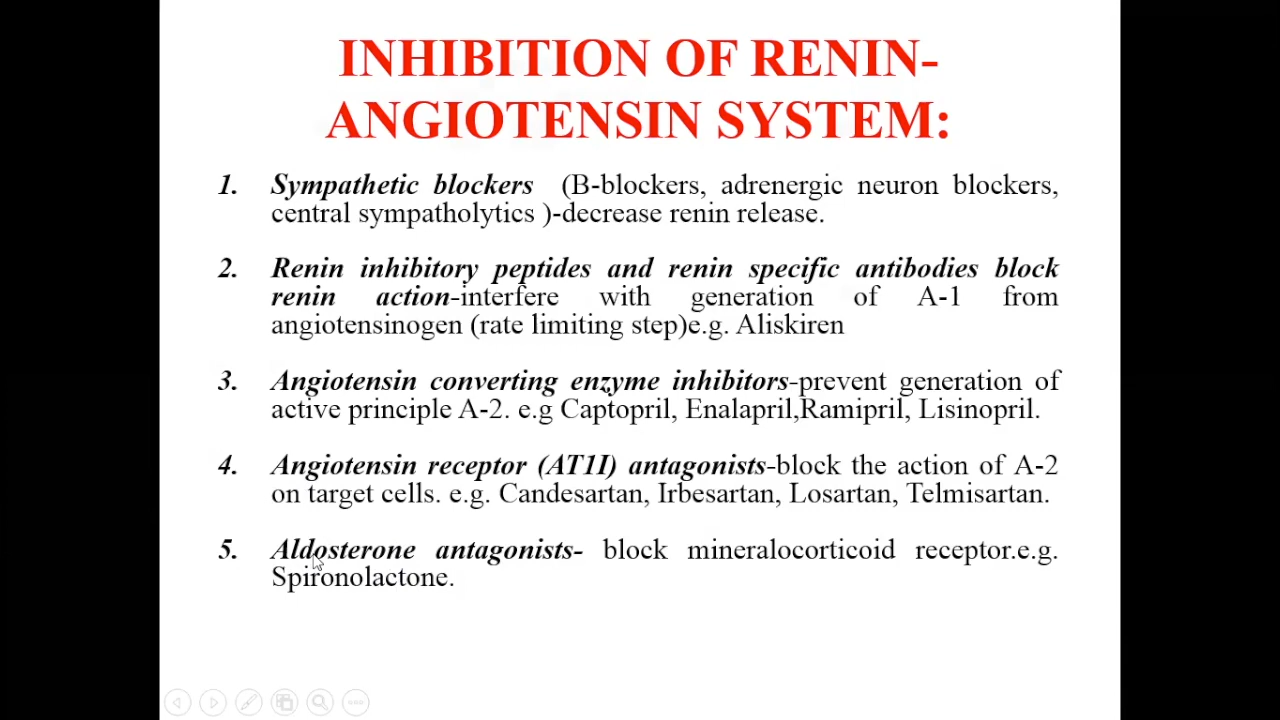 INHIBITION OF RENIN-
ANGIOTENSIN SYSTEM:
1. Sympathetic blockers (B-blockers, adrenergic neuron blockers,
central sympatholytics )-decrease renin release.
2. Renin inhibitory peptides and renin specific antibodies block
renin action-interfere with generation of A-1 from
angiotensinogen (rate limiting step)e.g. Aliskiren
3. Angiotensin converting enzyme inhibitors-prevent generation of
active principle A-2. e.g Captopril, Enalapril,Ramipril, Lisinopril.
4. Angiotensin receptor (AT1I) antagonists-block the action of A-2
on target cells. e.g. Candesartan, Irbesartan, Losartan, Telmisartan.
5. Aldosterone antagonists- block mineralocorticoid receptor.e.g.
Spironolactone.